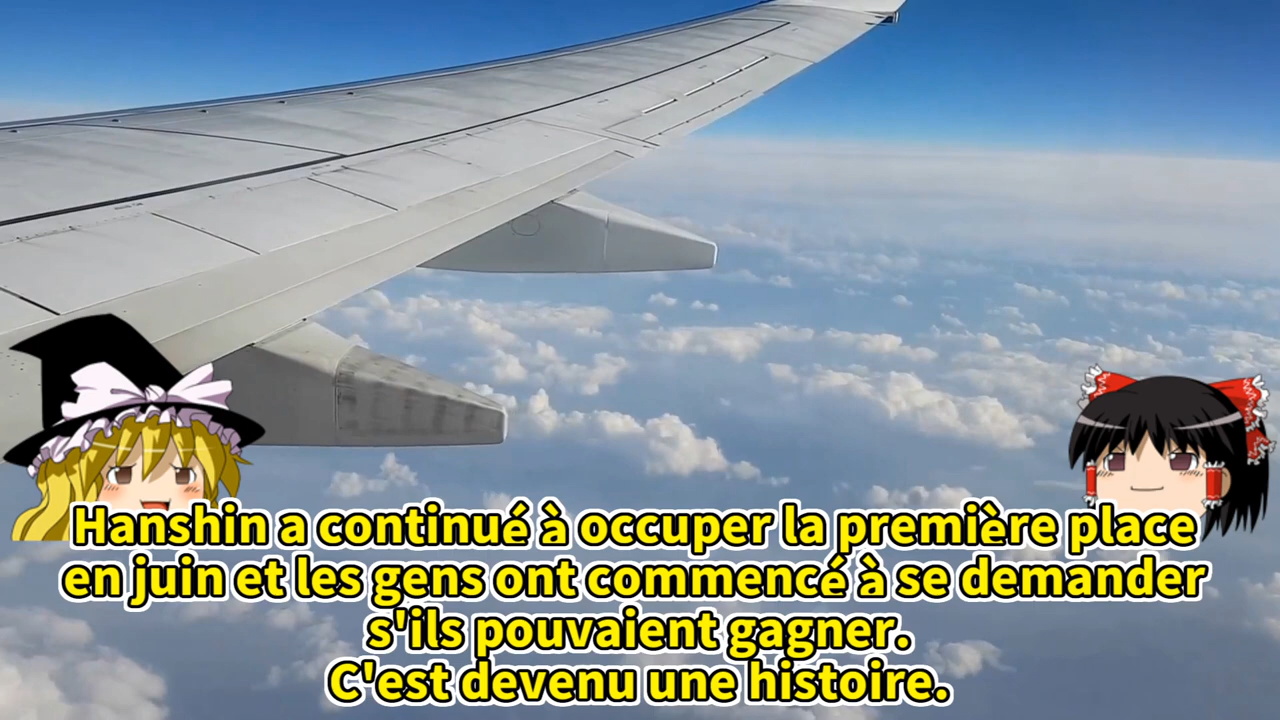 Hanshin a continué à occuper la première place
en juin et les gens ont commencé à se demander
s'ils pouvaient gagner.
C'est devenu une histoire.